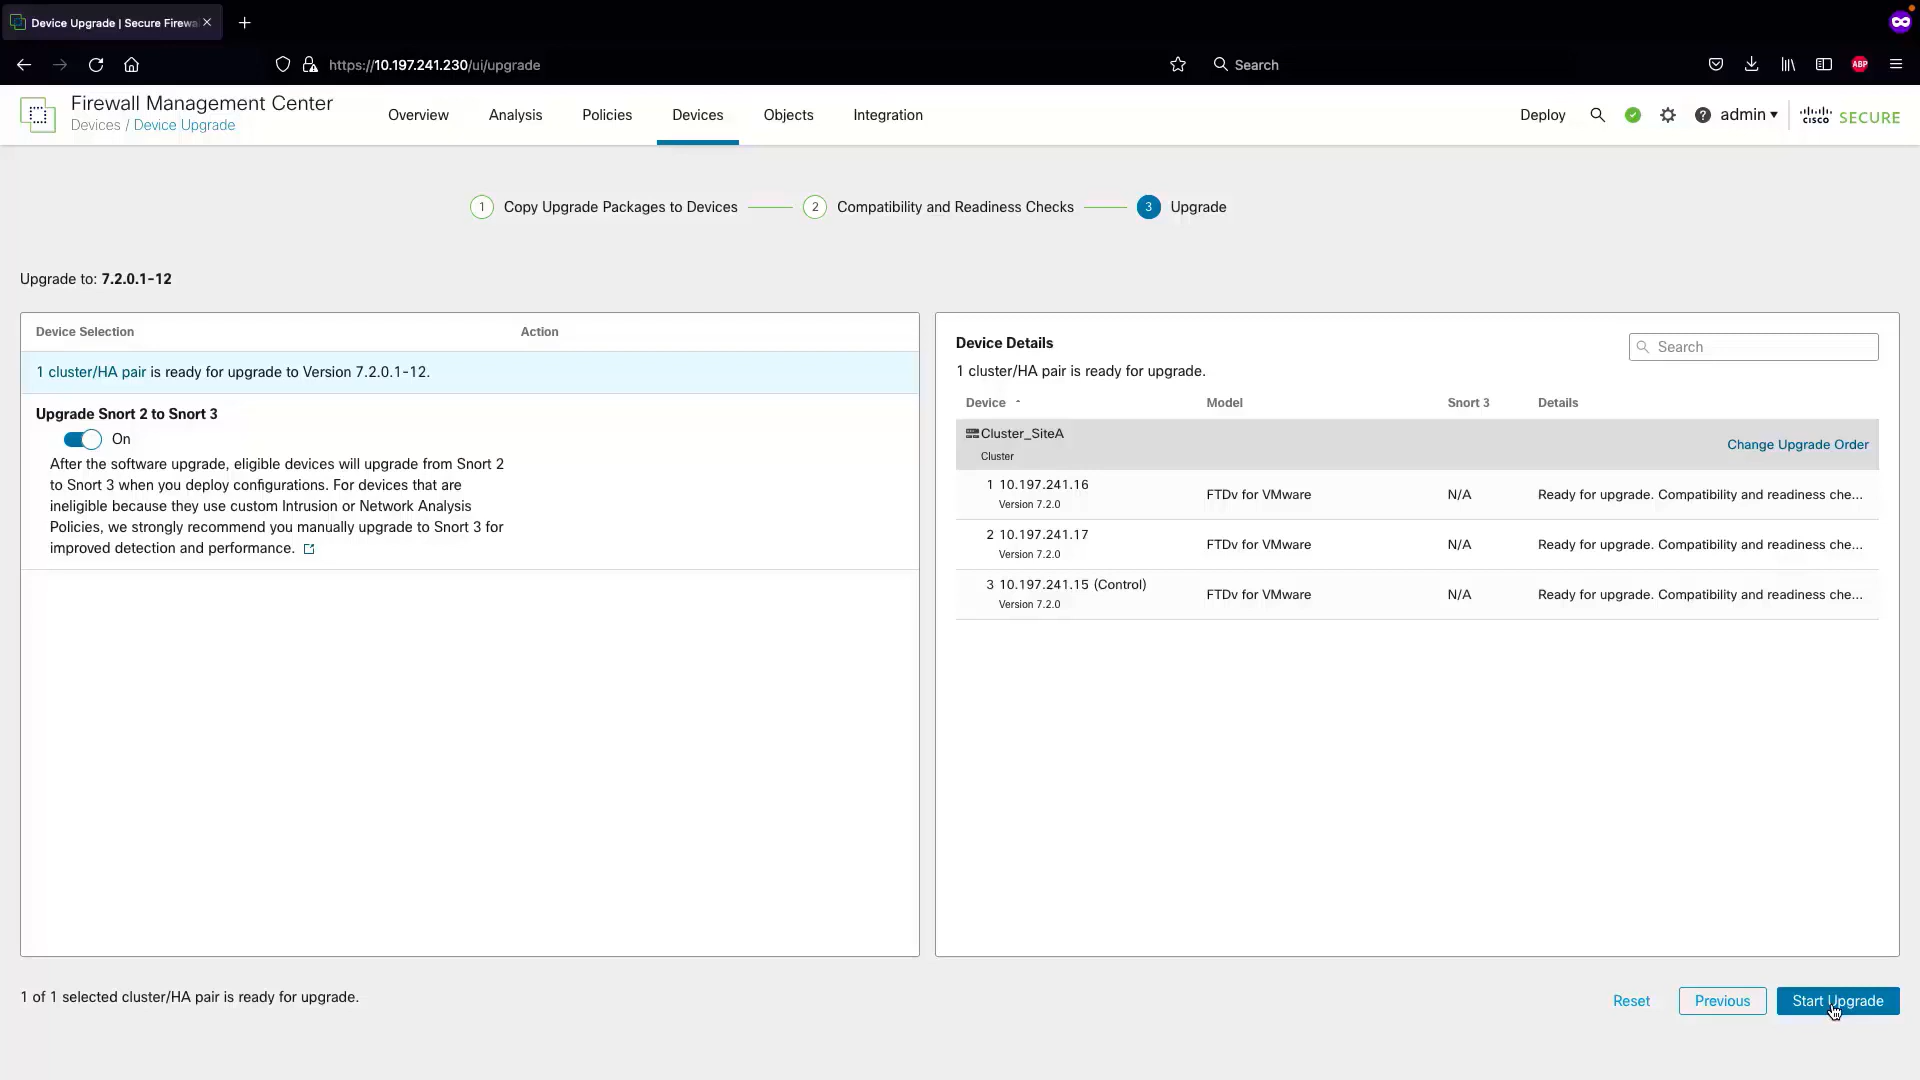 Device Upgrade | Secure Firewa
https://10.197.241.230/ui/upgrade
Search
ABP
Firewall Management Center
Devices / Device Upgrade
Overview
Analysis
Policies
Devices
Objects
Integration
Deploy
admin
cisco SECURE
1 Copy Upgrade Packages to Devices
2 Compatibility and Readiness Checks
3 Upgrade
Upgrade to: 7.2.0.1-12
Device Selection
Action
1 cluster/HA pair is ready for upgrade to Version 7.2.0.1-12.
Upgrade Snort 2 to Snort 3
On
After the software upgrade, eligible devices will upgrade from Snort 2
to Snort 3 when you deploy configurations. For devices that are
ineligible because they use custom Intrusion or Network Analysis
Policies, we strongly recommend you manually upgrade to Snort 3 for
improved detection and performance.
Device Details
Search
1 cluster/HA pair is ready for upgrade.
Device
Model
Snort 3
Details
Cluster_SiteA
Cluster
Change Upgrade Order
1 10.197.241.16
Version 7.2.0
FTDv for VMware
N/A
Ready for upgrade. Compatibility and readiness che...
2 10.197.241.17
Version 7.2.0
FTDv for VMware
N/A
Ready for upgrade. Compatibility and readiness che...
3 10.197.241.15 (Control)
Version 7.2.0
FTDv for VMware
N/A
Ready for upgrade. Compatibility and readiness che...
1 of 1 selected cluster/HA pair is ready for upgrade.
Reset
Previous
Start Upgrade